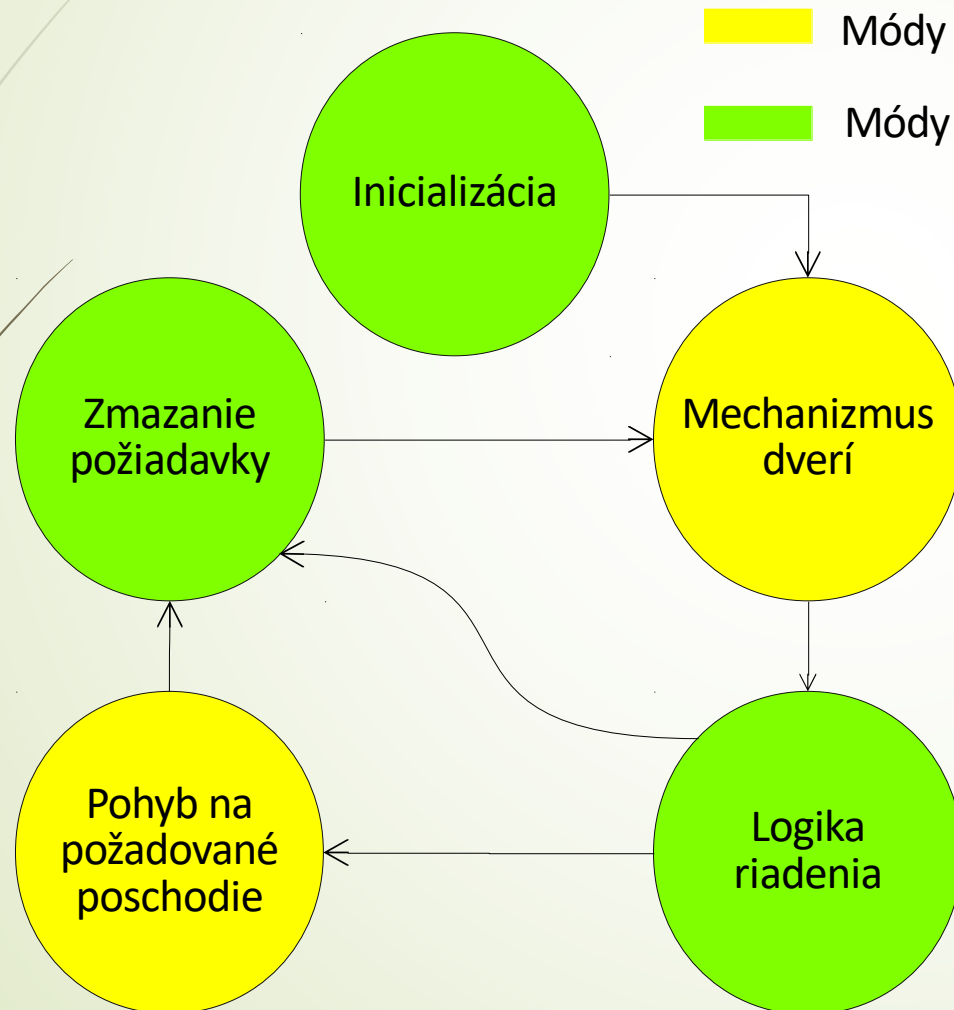 Módy
Módy
Inicializácia
Zmazanie
požiadavky
Mechanizmus
dverí
Pohyb na
požadované
poschodie
Logika
riadenia